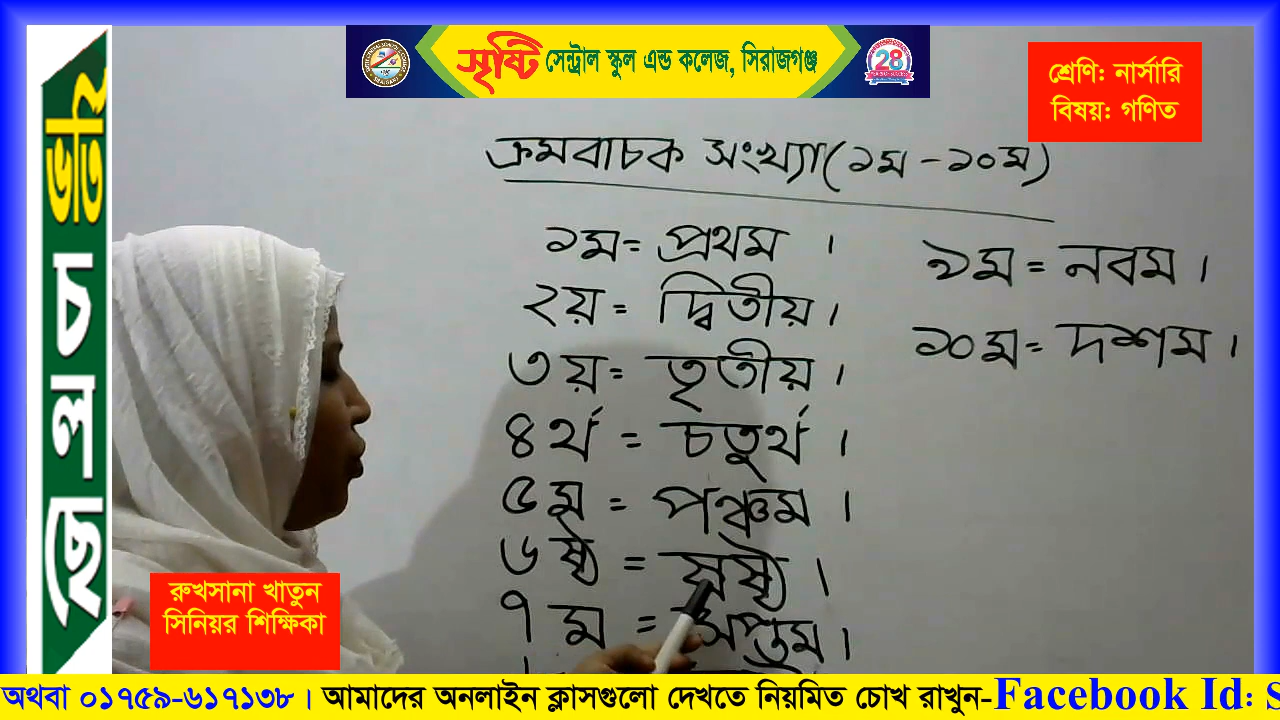 সৃষ্টি সেন্ট্রাল স্কুল এন্ড কলেজ, সিরাজগঞ্জ
28
শ্রেণি: নার্সারি
বিষয়: গণিত
ভর্তি চলছে
ক্রমবাচক সংখ্যা (১ম - ১০ম)
১ম = প্রথম ।
২য় = দ্বিতীয় ।
৩য় = তৃতীয় ।
৪র্থ = চতুর্থ ।
৫ম = পঞ্চম ।
৬ষ্ঠ = ষষ্ঠ ।
৭ম = সপ্তম ।
৯ম = নবম ।
১০ম = দশম ।
রুখসানা খাতুন
সিনিয়র শিক্ষিকা
অথবা ০১৭৫৯-৬১৭১৩৮। আমাদের অনলাইন ক্লাসগুলো দেখতে নিয়মিত চোখ রাখুন-Facebook Id: S